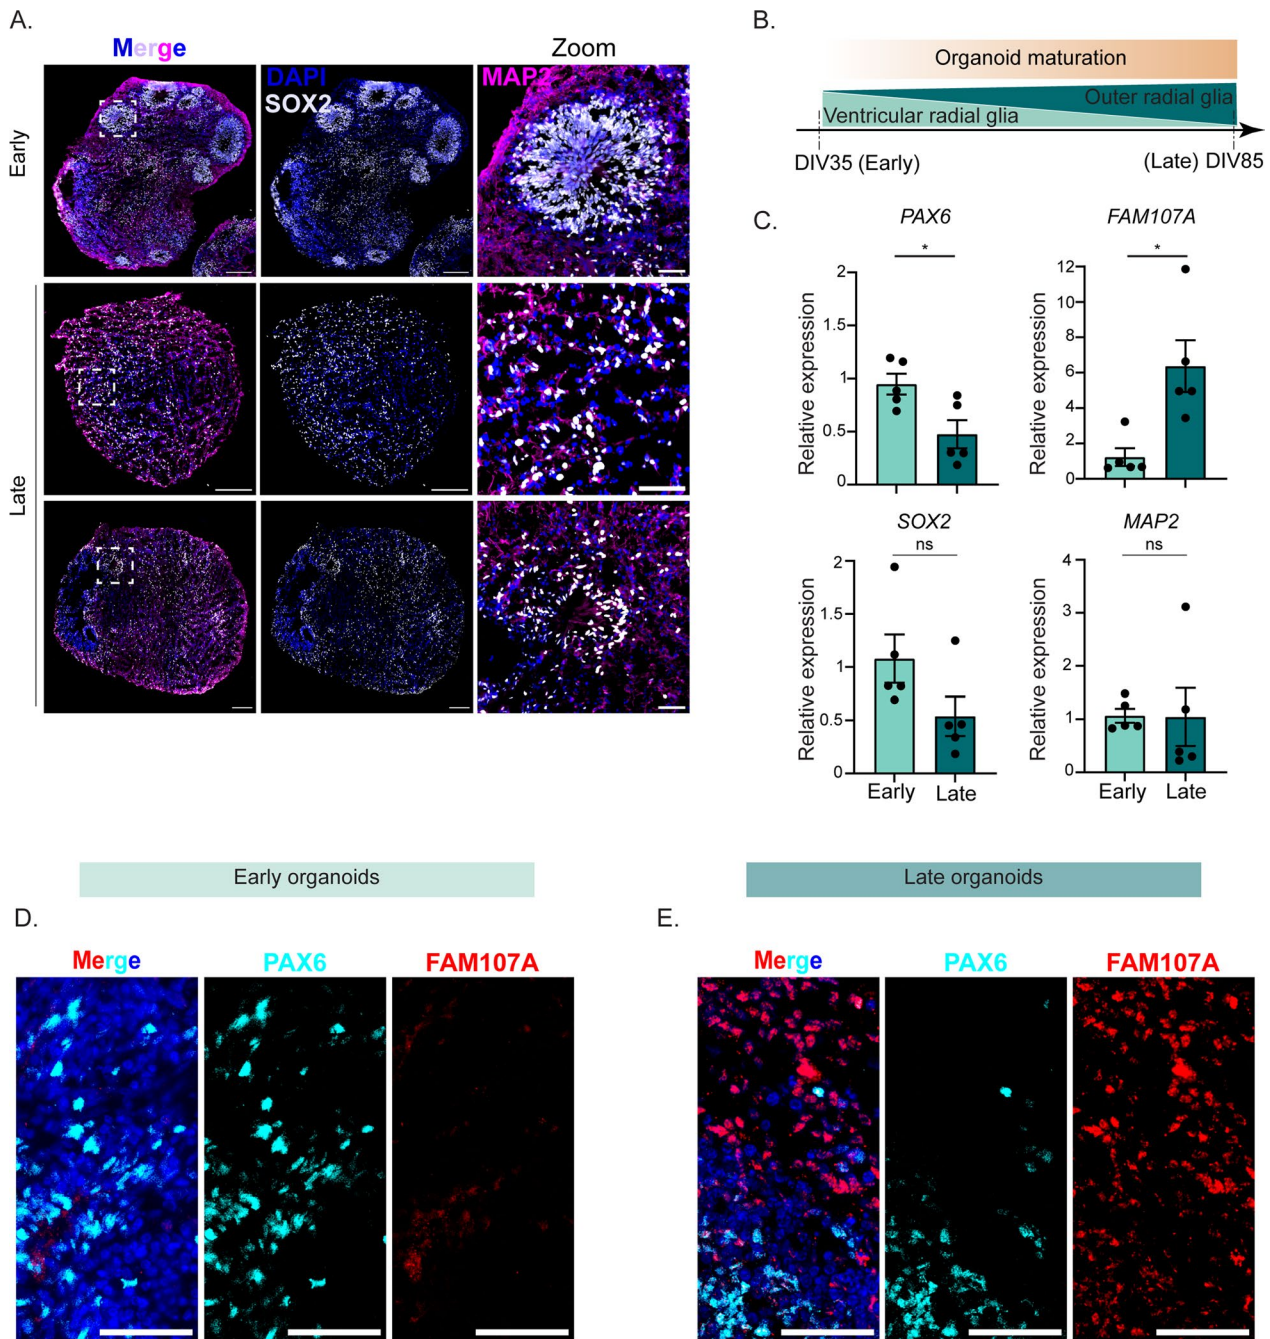 A.
Merge
Zoom
DAPI
SOX2
MAP2
Early
Late
B.
Organoid maturation
Outer radial glia
Ventricular radial glia
DIV35 (Early)
(Late) DIV85
C.
PAX6
*
Relative expression
2
1.5
1
0.5
0
FAM107A
*
Relative expression
12
10
8
6
4
2
0
SOX2
ns
Relative expression
2
1.5
1
0.5
0
Early
Late
MAP2
ns
Relative expression
4
3
2
1
0
Early
Late
Early organoids
Late organoids
D.
Merge
PAX6
FAM107A
E.
Merge
PAX6
FAM107A